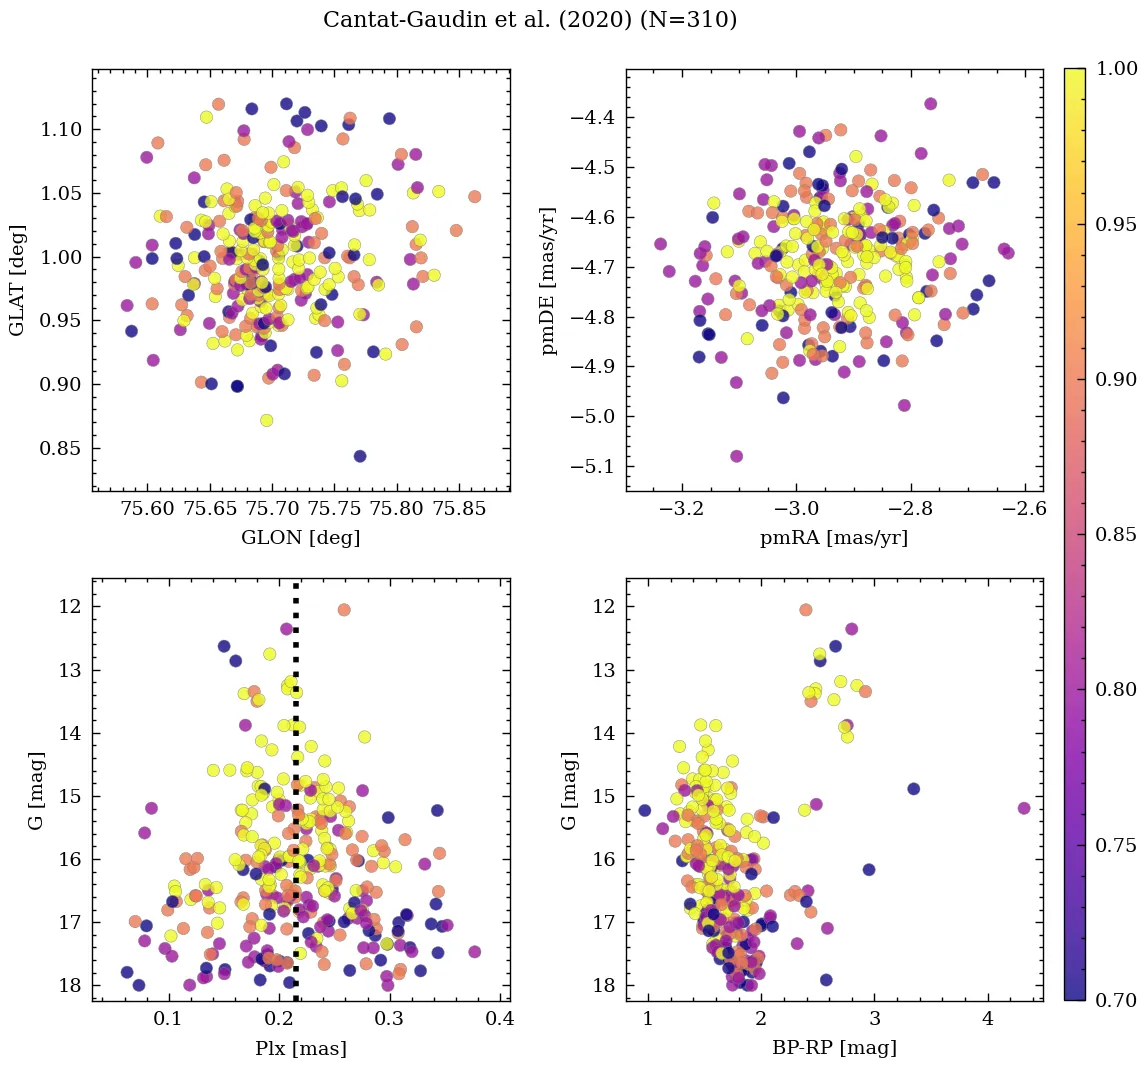 Cantat-Gaudin et al. (2020) (N=310)
1.10
1.05
1.00
0.95
0.90
0.85
GLAT [deg]
75.60 75.65 75.70 75.75 75.80 75.85
GLON [deg]
−4.4
−4.5
−4.6
−4.7
−4.8
−4.9
−5.0
−5.1
pmDE [mas/yr]
−3.2 −3.0 −2.8 −2.6
pmRA [mas/yr]
12
13
14
15
16
17
18
G [mag]
0.1 0.2 0.3 0.4
Plx [mas]
12
13
14
15
16
17
18
G [mag]
1 2 3 4
BP-RP [mag]
1.00
0.95
0.90
0.85
0.80
0.75
0.70